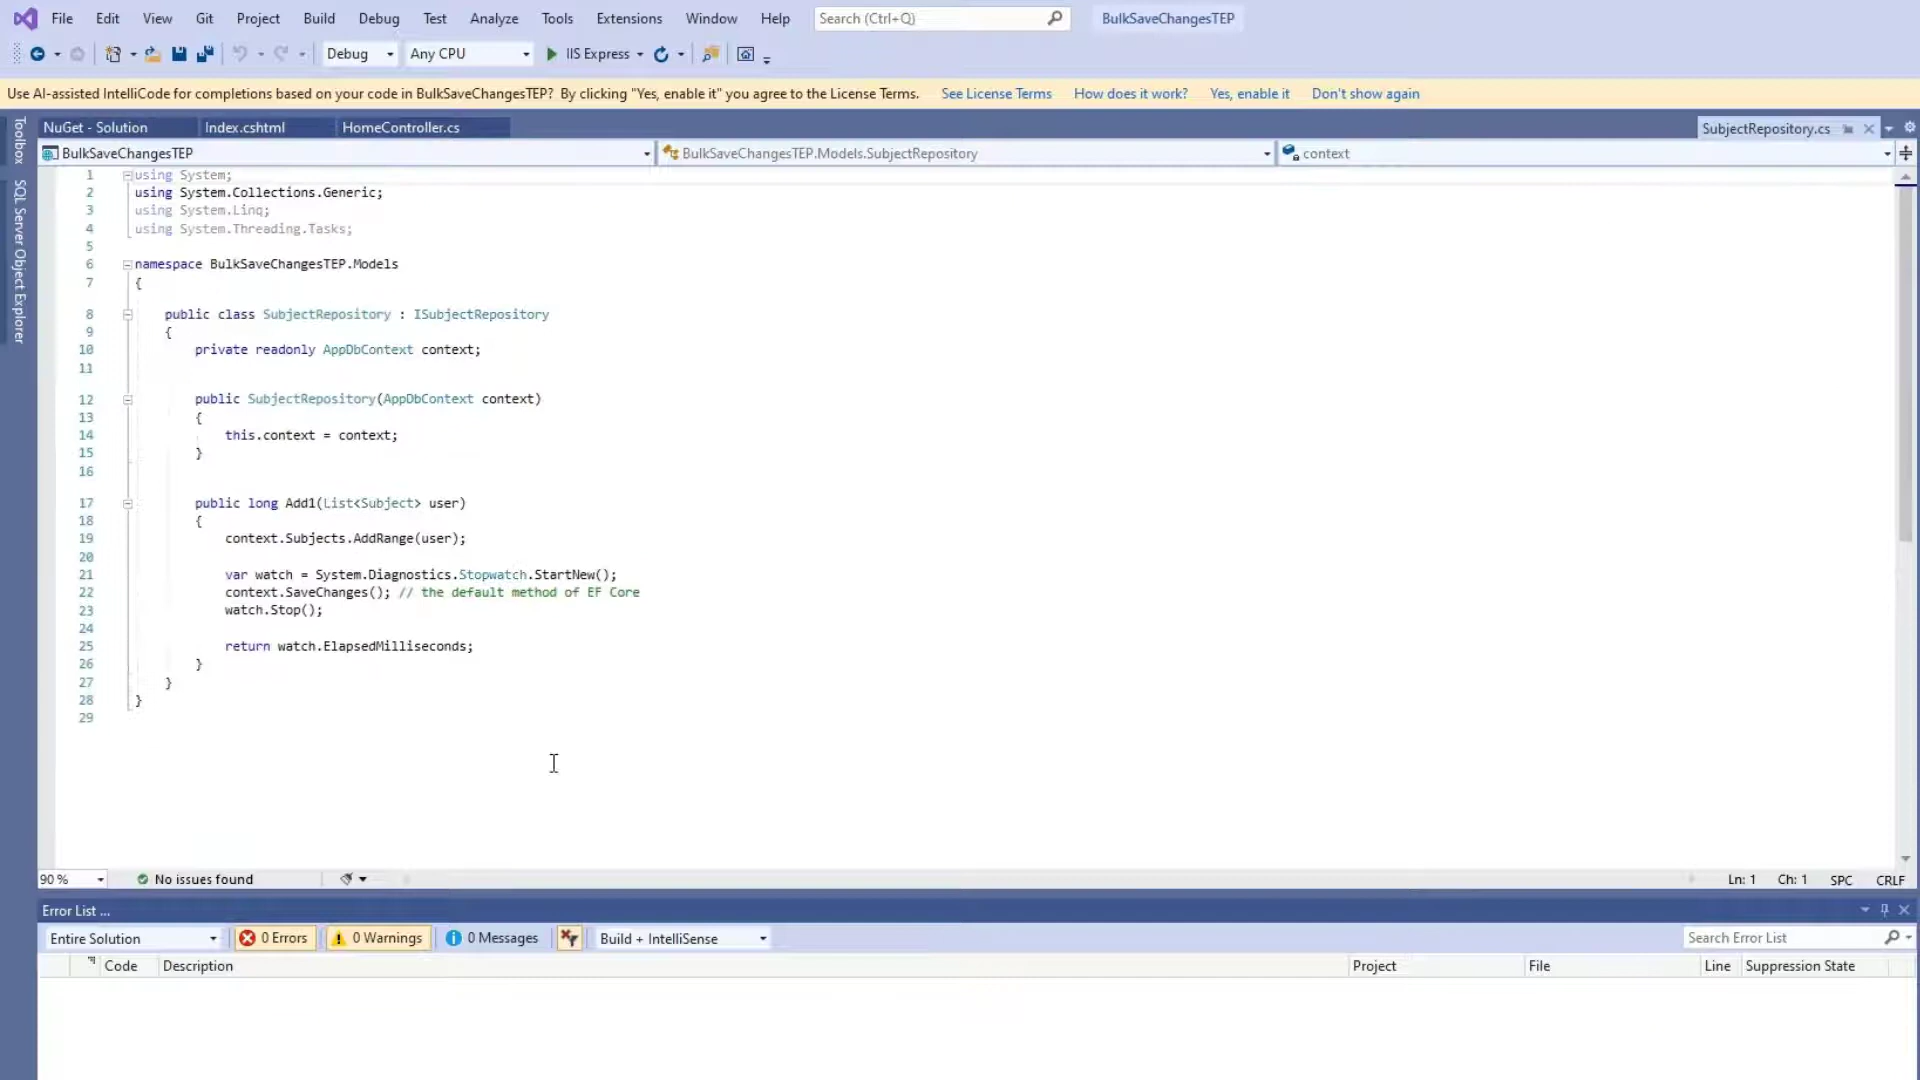 File Edit View Git Project Build Debug Test Analyze Tools Extensions Window Help Search (Ctrl+Q) BulkSaveChangesTEP
Debug Any CPU IIS Express
Use AI-assisted IntelliCode for completions based on your code in BulkSaveChangesTEP? By clicking "Yes, enable it" you agree to the License Terms. See License Terms How does it work? Yes, enable it Don't show again
Toolbox
SQL Server Object Explorer
NuGet - Solution Index.cshtml HomeController.cs SubjectRepository.cs
BulkSaveChangesTEP BulkSaveChangesTEP.Models.SubjectRepository context
1 using System;
2 using System.Collections.Generic;
3 using System.Linq;
4 using System.Threading.Tasks;
5
6 namespace BulkSaveChangesTEP.Models
7 {
8 public class SubjectRepository : ISubjectRepository
9 {
10 private readonly AppDbContext context;
11
12 public SubjectRepository(AppDbContext context)
13 {
14 this.context = context;
15 }
16
17 public long Add1(List<Subject> user)
18 {
19 context.Subjects.AddRange(user);
20
21 var watch = System.Diagnostics.Stopwatch.StartNew();
22 context.SaveChanges(); // the default method of EF Core
23 watch.Stop();
24
25 return watch.ElapsedMilliseconds;
26 }
27 }
28 }
29
90 % No issues found Ln: 1 Ch: 1 SPC CRLF
Error List ...
Entire Solution 0 Errors 0 Warnings 0 Messages Build + IntelliSense Search Error List
Code Description Project File Line Suppression State